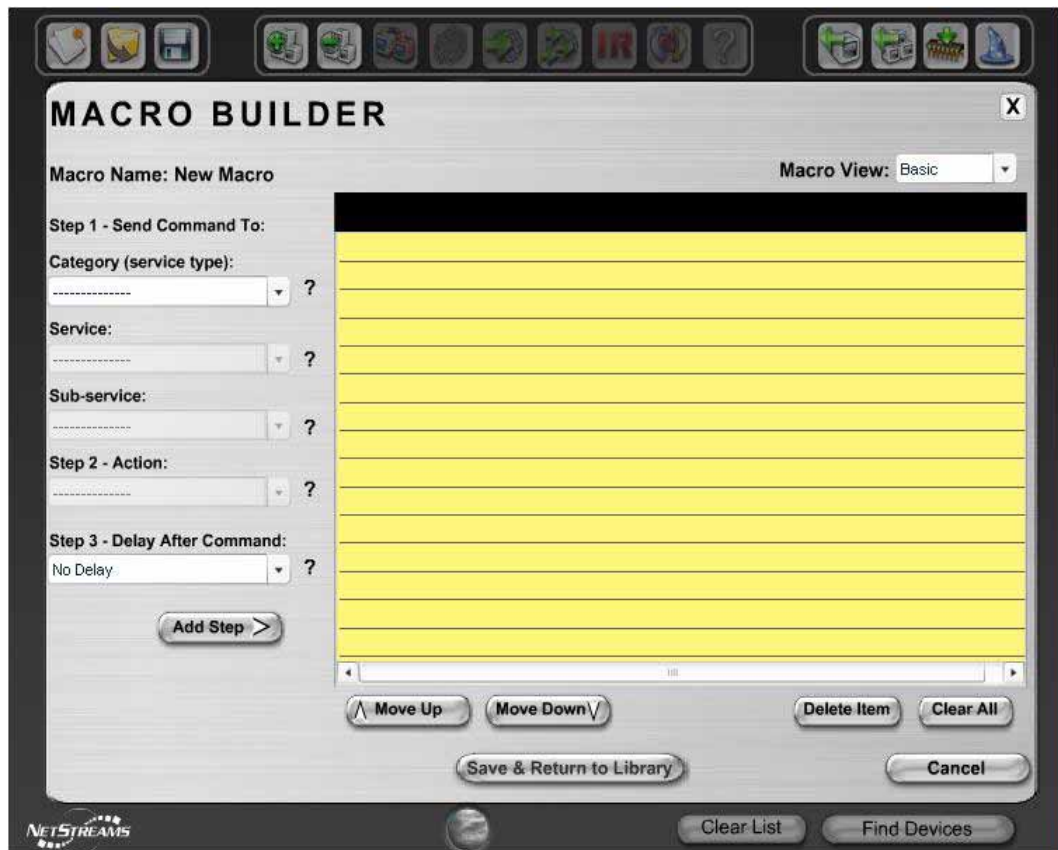 IR
?
MACRO BUILDER
X
Macro Name: New Macro
Macro View: Basic
Step 1 - Send Command To:
Category (service type):
--------------
?
Service:
--------------
?
Sub-service:
--------------
?
Step 2 - Action:
--------------
?
Step 3 - Delay After Command:
No Delay
?
Add Step >
Move Up
Move Down
Delete Item
Clear All
Save & Return to Library
Cancel
NETSTREAMS
Clear List
Find Devices